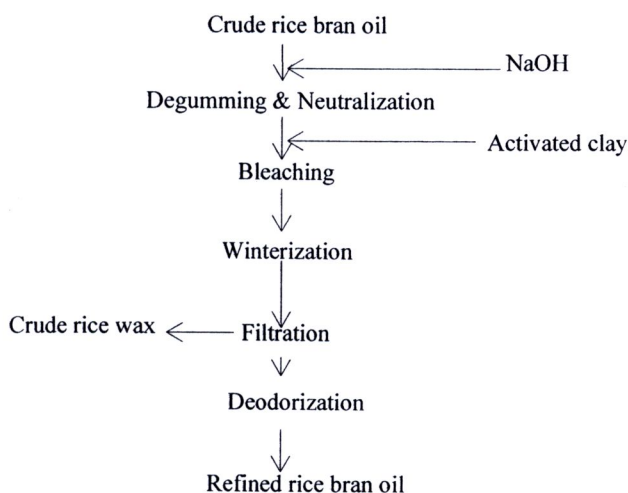 Crude rice bran oil
NaOH
Degumming & Neutralization
Activated clay
Bleaching
Winterization
Crude rice wax
Filtration
Deodorization
Refined rice bran oil